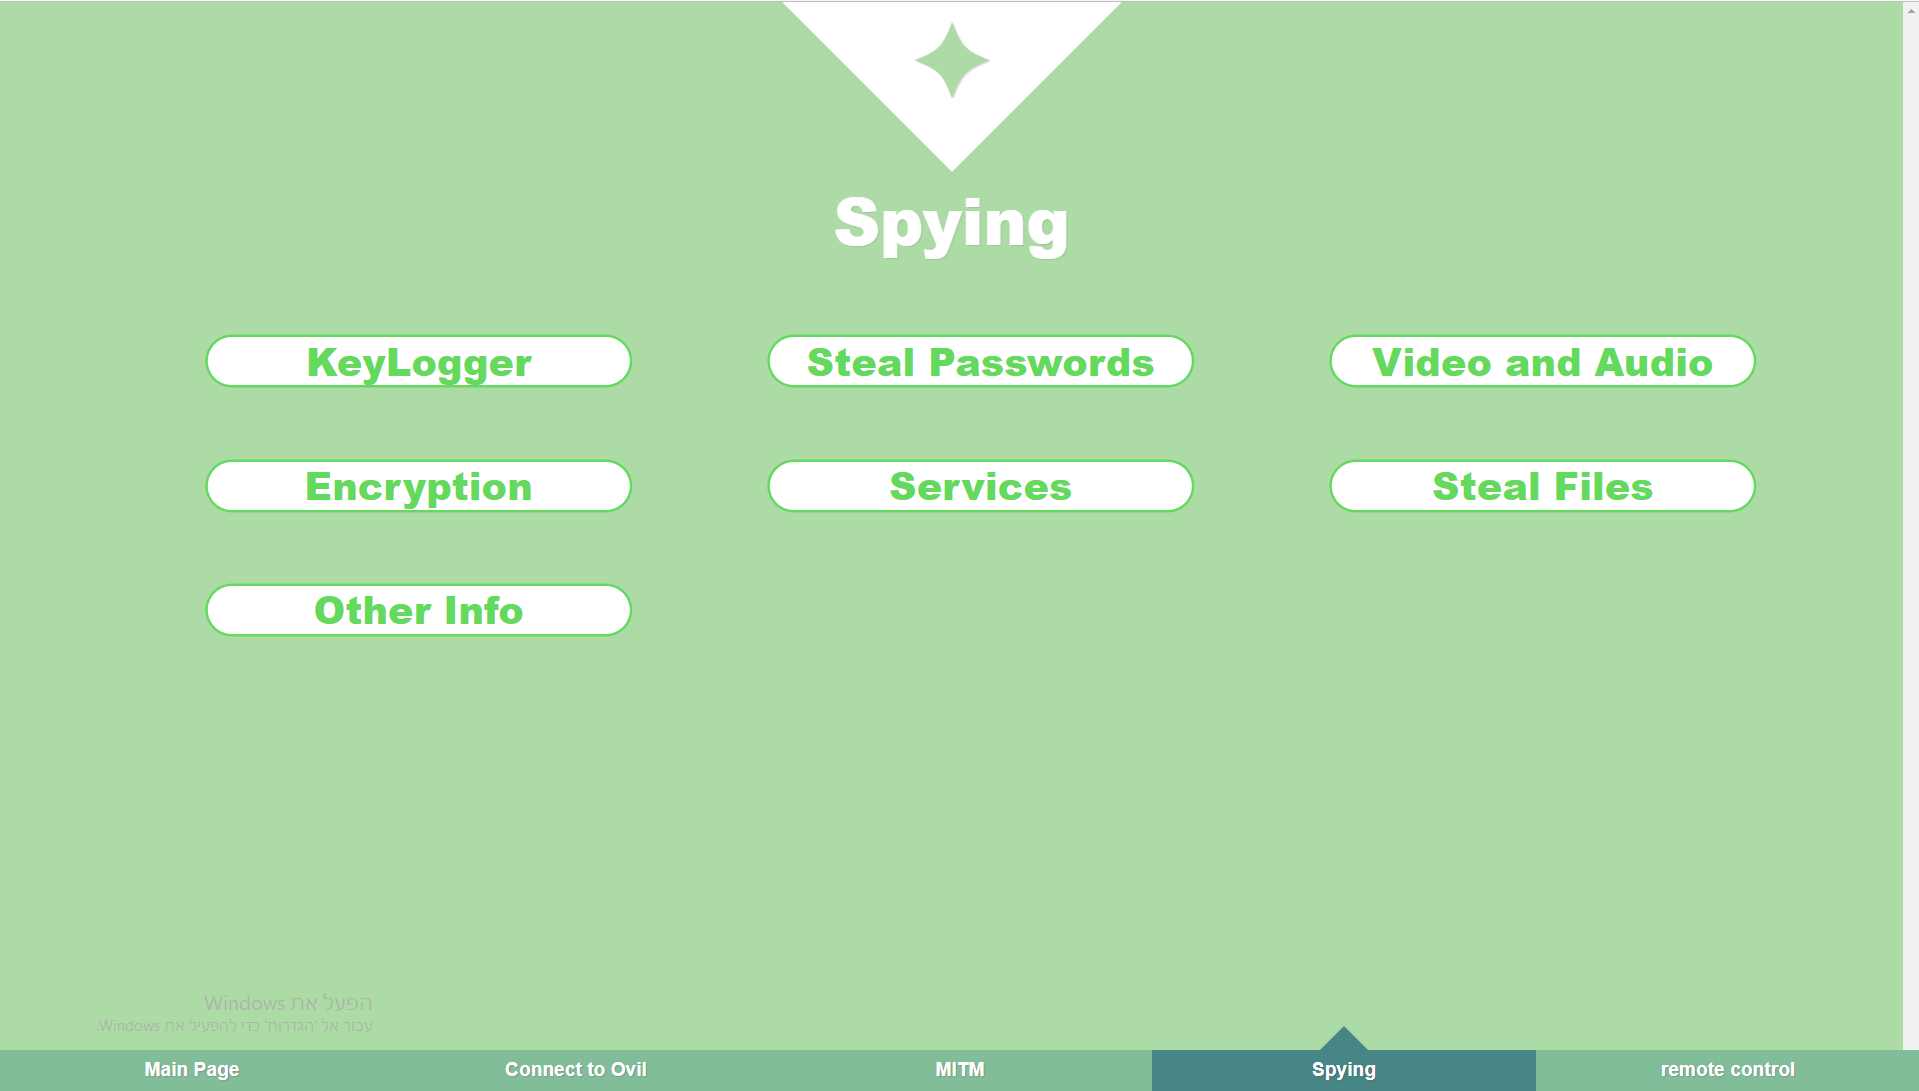 Spying
KeyLogger
Steal Passwords
Video and Audio
Encryption
Services
Steal Files
Other Info
הפעל את Windows
עבור אל 'הגדרות' כדי להפעיל את Windows.
Main Page
Connect to Ovil
MITM
Spying
remote control